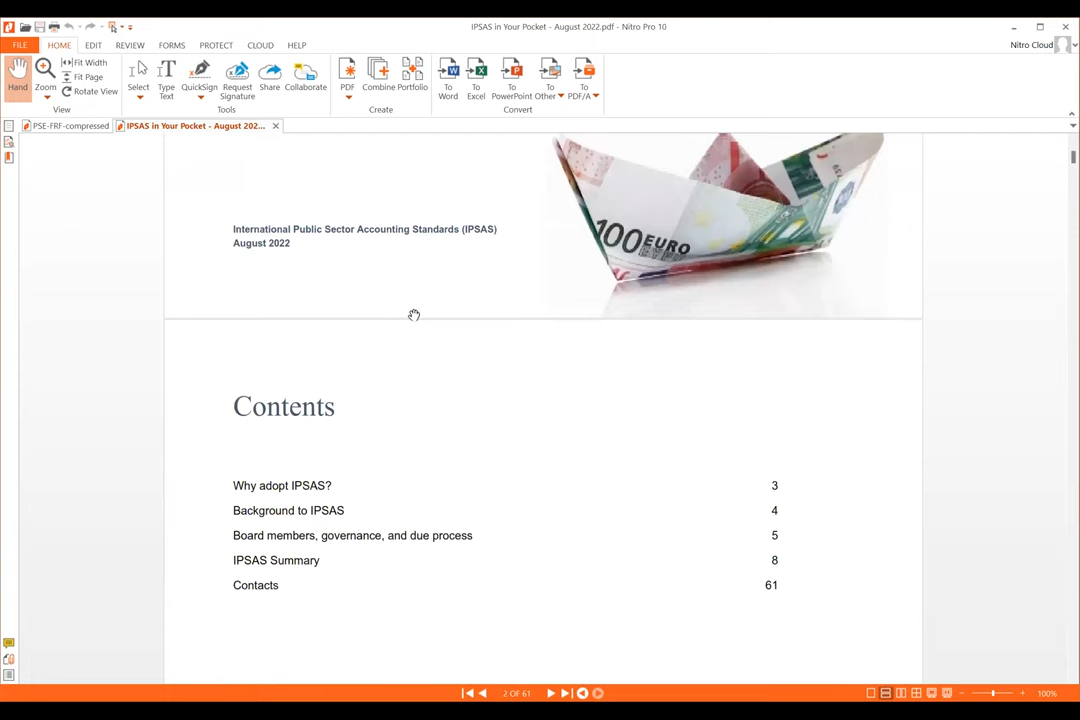 IPSAS in Your Pocket - August 2022.pdf - Nitro Pro 10
FILE HOME EDIT REVIEW FORMS PROTECT CLOUD HELP
Nitro Cloud
Hand
Zoom
Fit Width
Fit Page
Rotate View
View
Select
Type Text
QuickSign
Request Signature
Share
Collaborate
Tools
PDF
Combine
Portfolio
Create
To Word
To Excel
To PowerPoint
To Other
To PDF/A
Convert
PSE-FRF-compressed
IPSAS in Your Pocket - August 202...
International Public Sector Accounting Standards (IPSAS)
August 2022
100 EURO
Contents
Why adopt IPSAS? 3
Background to IPSAS 4
Board members, governance, and due process 5
IPSAS Summary 8
Contacts 61
2 OF 61
100%